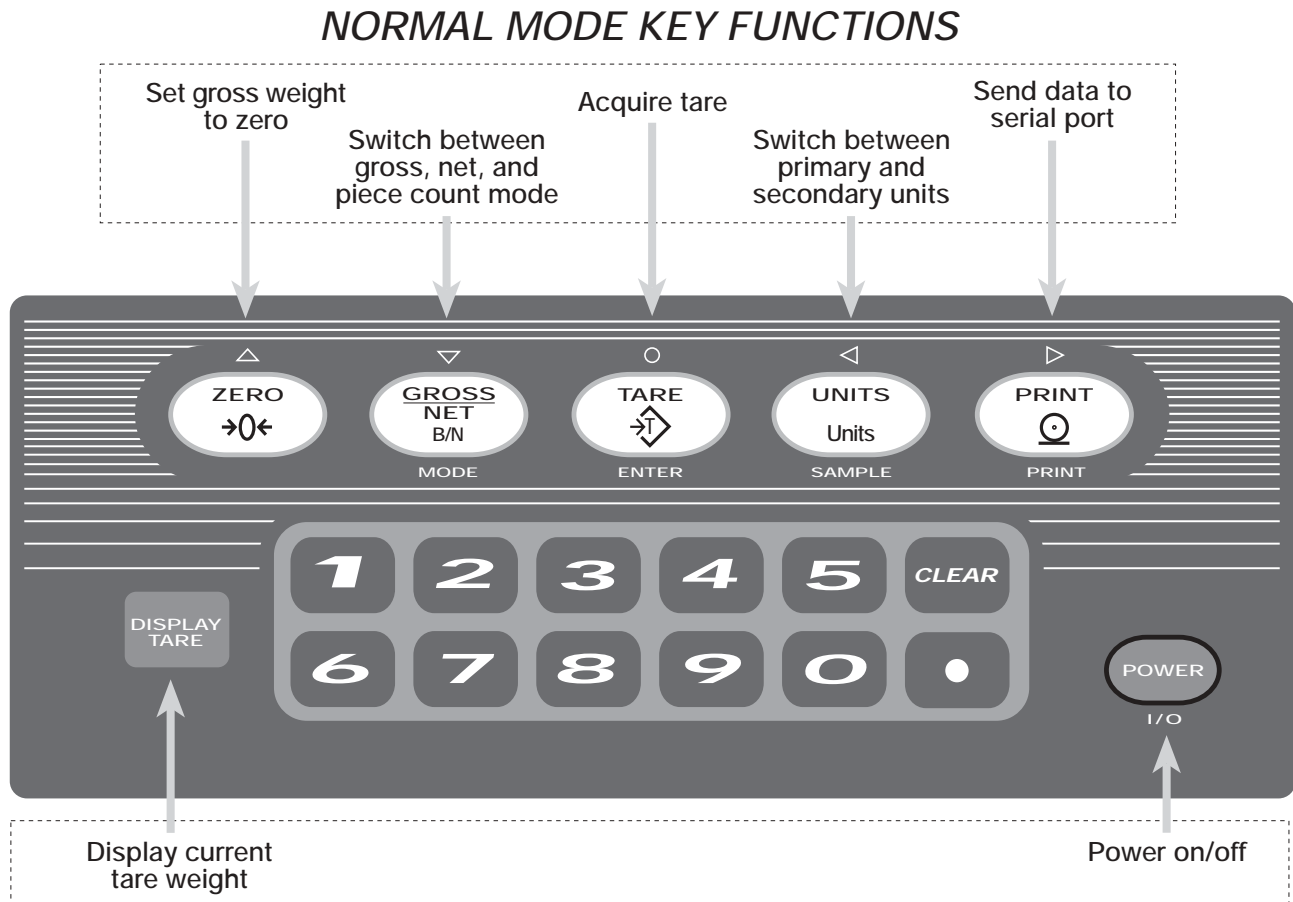 NORMAL MODE KEY FUNCTIONS
Set gross weight
to zero
Switch between
gross, net, and
piece count mode
Acquire tare
Switch between
primary and
secondary units
Send data to
serial port
ZERO
→0←
GROSS
NET
B/N
TARE
→T
UNITS
Units
PRINT
MODE
ENTER
SAMPLE
PRINT
1 2 3 4 5 CLEAR
6 7 8 9 0 •
DISPLAY
TARE
POWER
I/O
Display current
tare weight
Power on/off